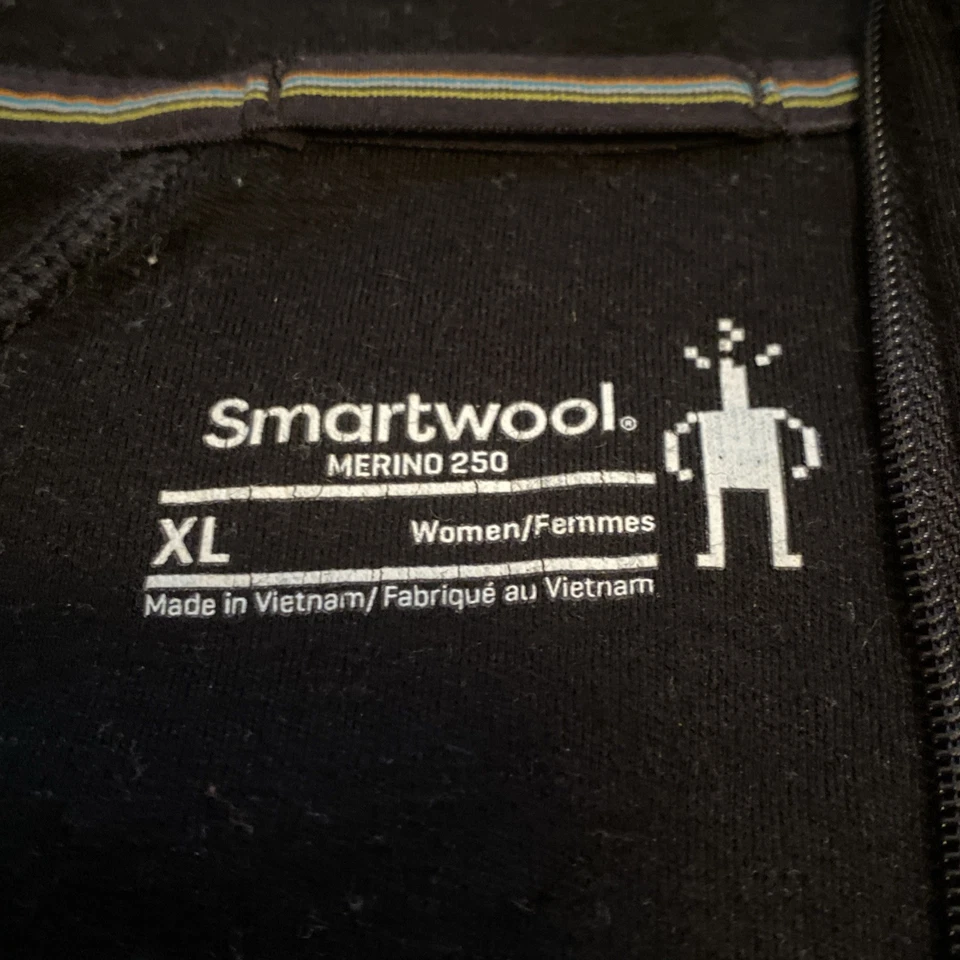 Smartwool®
MERINO 250
XL Women/Femmes
Made in Vietnam/Fabriqué au Vietnam